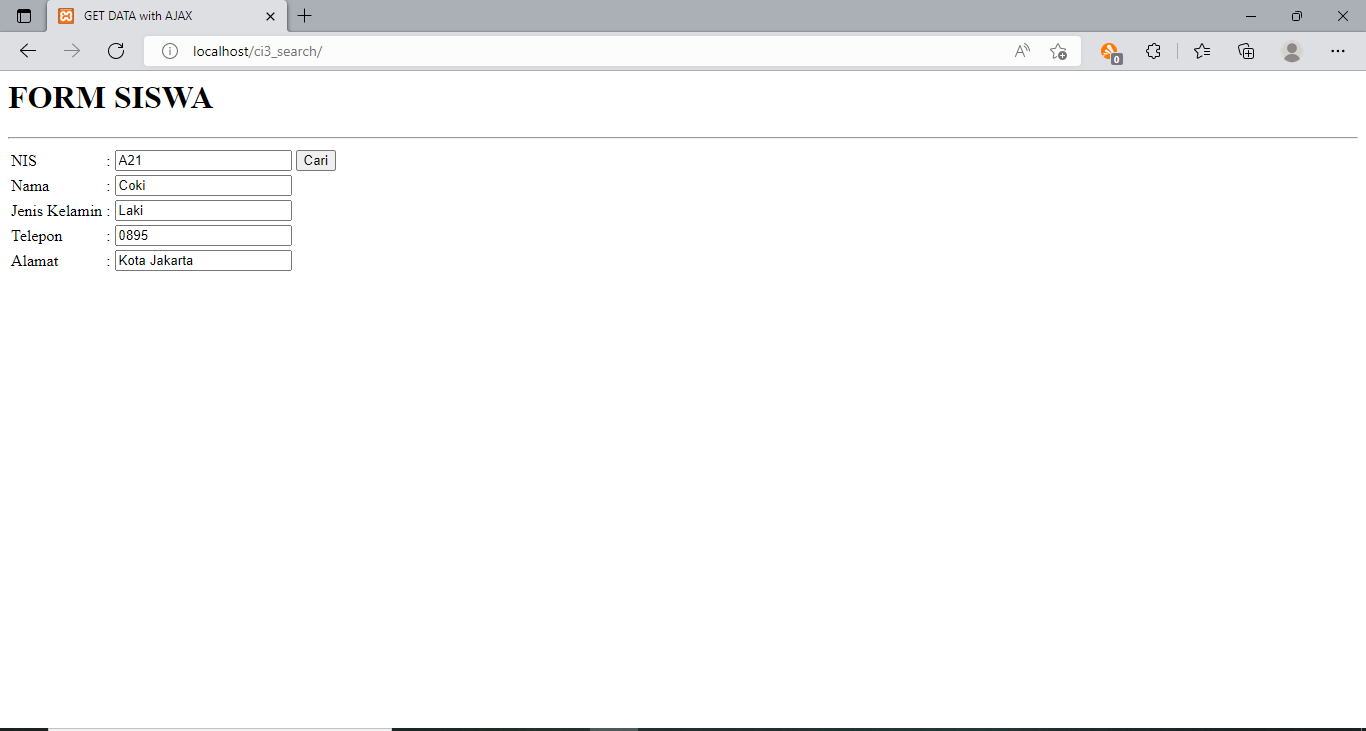 GET DATA with AJAX
localhost/ci3_search/
0
FORM SISWA
NIS : A21 Cari
Nama : Coki
Jenis Kelamin : Laki
Telepon : 0895
Alamat : Kota Jakarta